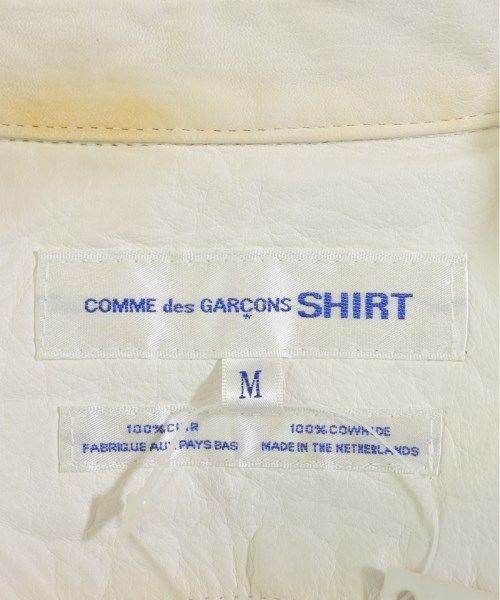 COMME des GARÇONS SHIRT
M
100% CUIR 100% COWHIDE
FABRIQUE AUX PAYS BAS MADE IN THE NETHERLANDS